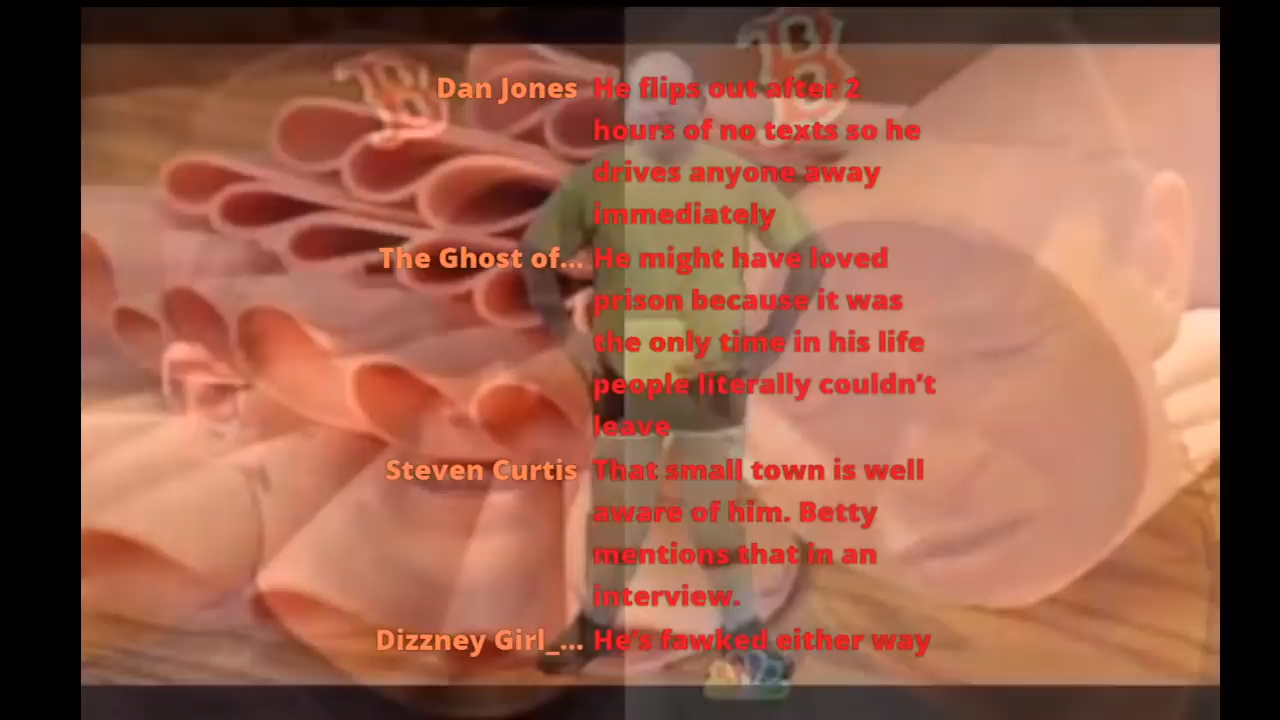 Dan Jones He flips out after 2
hours of no texts so he
drives anyone away
immediately
The Ghost of... He might have loved
prison because it was
the only time in his life
people literally couldn't
leave
Steven Curtis That small town is well
aware of him. Betty
mentions that in an
interview.
Dizzney Girl_... He's fawked either way
B
B